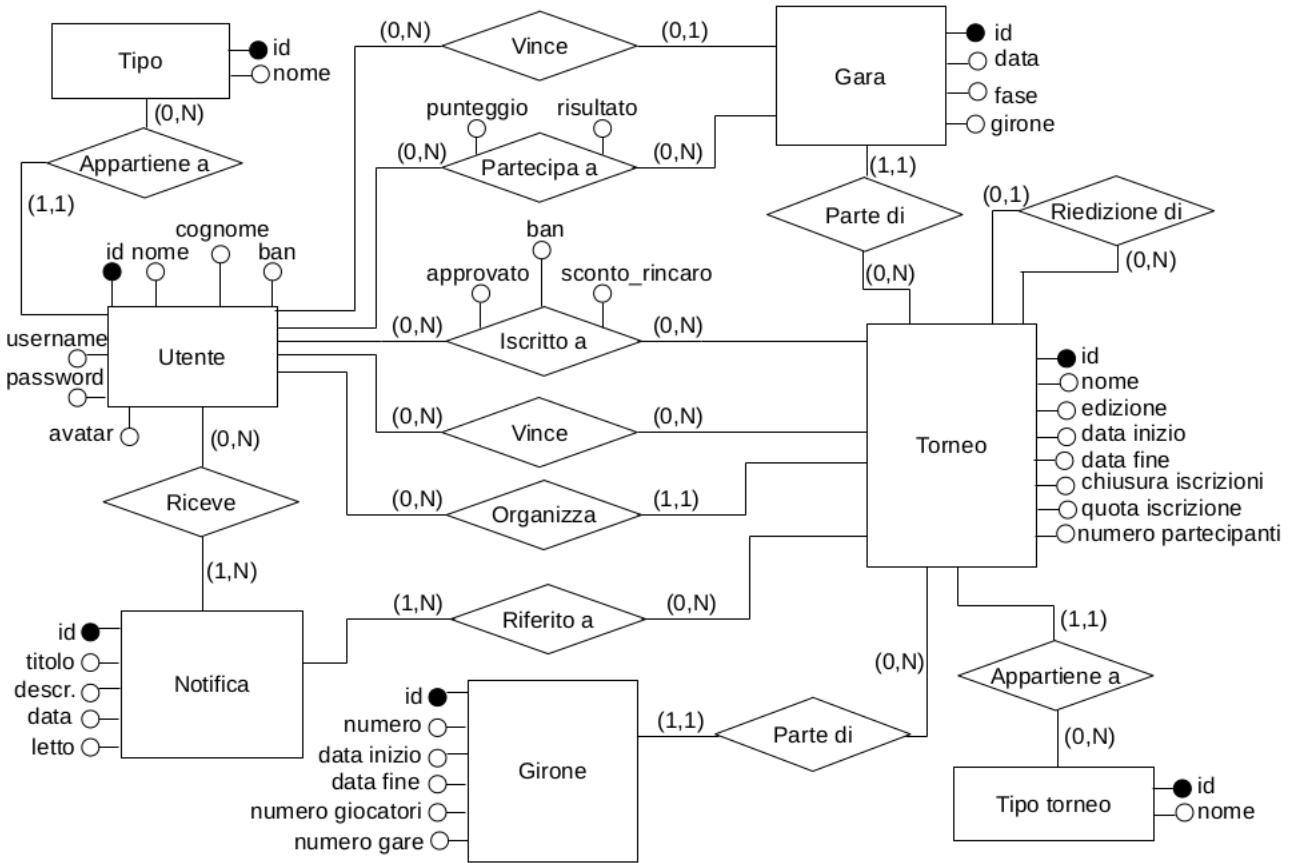 Tipo
id
nome
(0,N)
Appartiene a
(1,1)
(0,N)
Vince
(0,1)
Gara
id
data
fase
girone
punteggio
risultato
(0,N)
Partecipa a
(0,N)
(1,1)
Parte di
(0,N)
(0,1)
Riedizione di
(0,N)
id
nome
cognome
ban
username
password
avatar
Utente
approvato
ban
sconto_rincaro
(0,N)
Iscritto a
(0,N)
(0,N)
Vince
(0,N)
(0,N)
Organizza
(1,1)
Torneo
id
nome
edizione
data inizio
data fine
chiusura iscrizioni
quota iscrizione
numero partecipanti
(0,N)
Riceve
(1,N)
id
titolo
descr.
data
letto
Notifica
(1,N)
Riferito a
(0,N)
id
numero
data inizio
data fine
numero giocatori
numero gare
Girone
(1,1)
Parte di
(0,N)
(1,1)
Appartiene a
(0,N)
Tipo torneo
id
nome